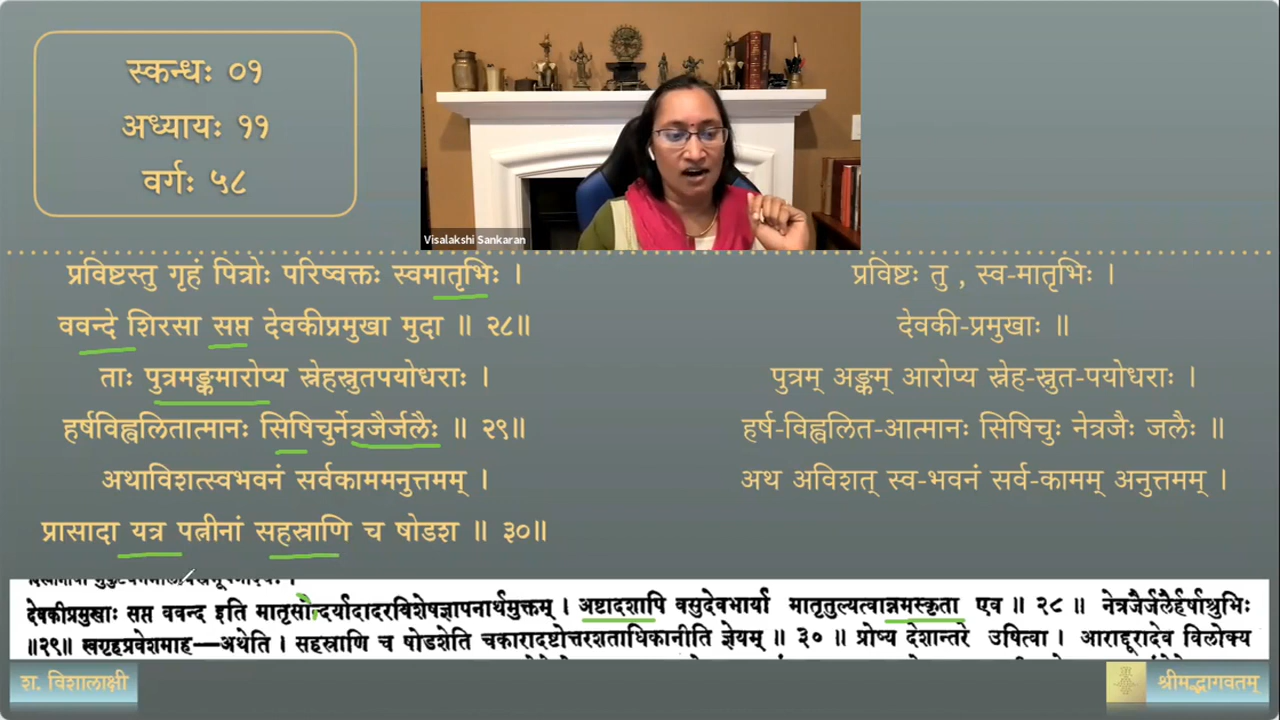 स्कन्धः ०१
अध्यायः ११
वर्गः ५८
Visalakshi Sankaran
प्रविष्टस्तु गृहं पित्रोः परिष्वक्तः स्वमातृभिः ।
ववन्दे शिरसा सप्त देवकीप्रमुखा मुदा ॥ २८॥
ताः पुत्रमङ्कमारोप्य स्नेहस्नुतपयोधराः ।
हर्षविह्वलितात्मानः सिषिचुर्नेत्रजैर्जलैः ॥ २९॥
अथाविशत्स्वभवनं सर्वकाममनुत्तमम् ।
प्रासादा यत्र पत्नीनां सहस्राणि च षोडश ॥ ३०॥
प्रविष्टः तु , स्व-मातृभिः ।
देवकी-प्रमुखाः ॥
पुत्रम् अङ्कम् आरोप्य स्नेह-स्नुत-पयोधराः ।
हर्ष-विह्वलित-आत्मानः सिषिचुः नेत्रजैः जलैः ॥
अथ अविशत् स्व-भवनं सर्व-कामम् अनुत्तमम् ।
देवकीप्रमुखाः सप्त ववन्द इति मातृसौन्दर्यादादरविशेषज्ञापनार्थमुक्तम् । अष्टादशापि वसुदेवभार्या मातृतुल्यत्वान्नमस्कृता एव ॥ २८ ॥ नेत्रजैर्जलैर्हर्षाश्रुभिः
॥२९॥ स्वगृहप्रवेशमाह—अथेति । सहस्राणि च षोडशेति चकारादष्टोत्तरशताधिकानीति ज्ञेयम् ॥ ३० ॥ प्रोष्य देशान्तरे उषित्वा । आराद्दूरादेव विलोक्य
श. विशालाक्षी
श्रीमद्भागवतम्